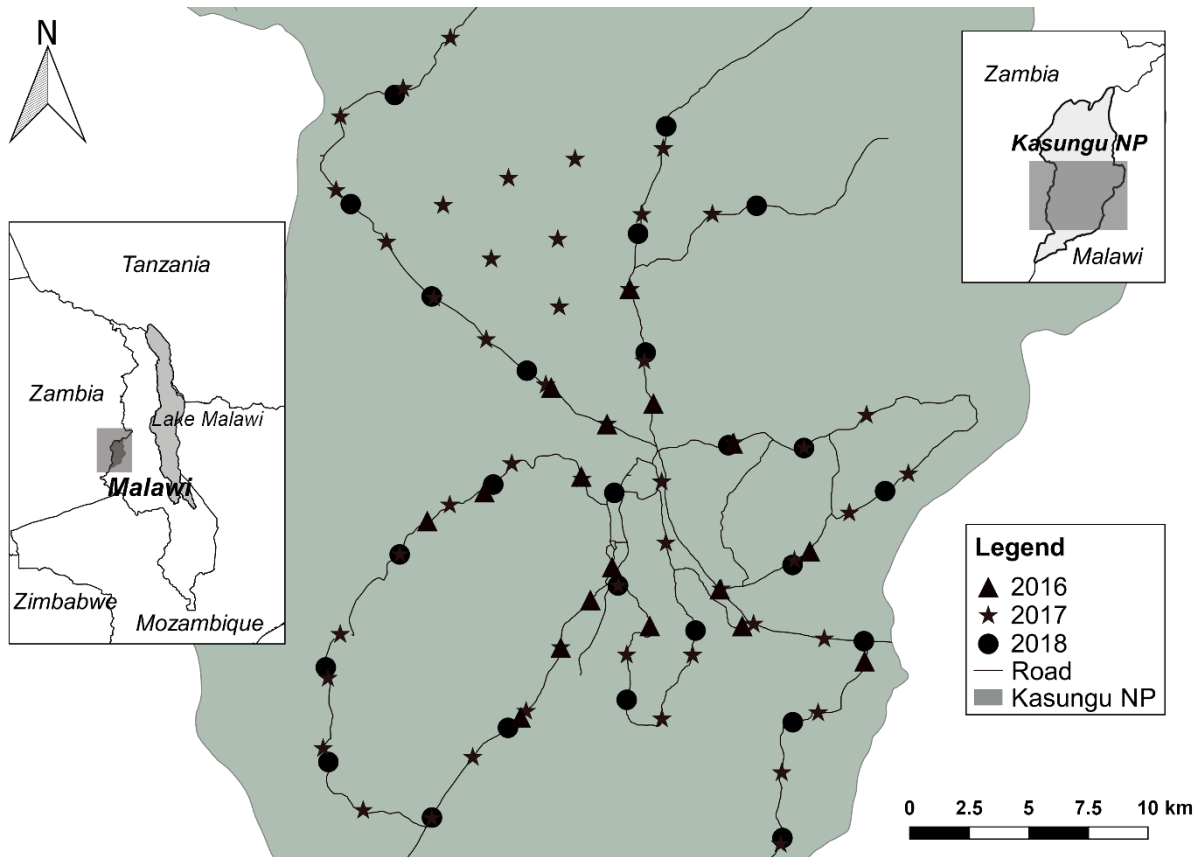 N
Zambia
Kasungu NP
Malawi
Tanzania
Zambia
Lake Malawi
Malawi
Zimbabwe
Mozambique
Legend
2016
2017
2018
Road
Kasungu NP
0 2.5 5 7.5 10 km